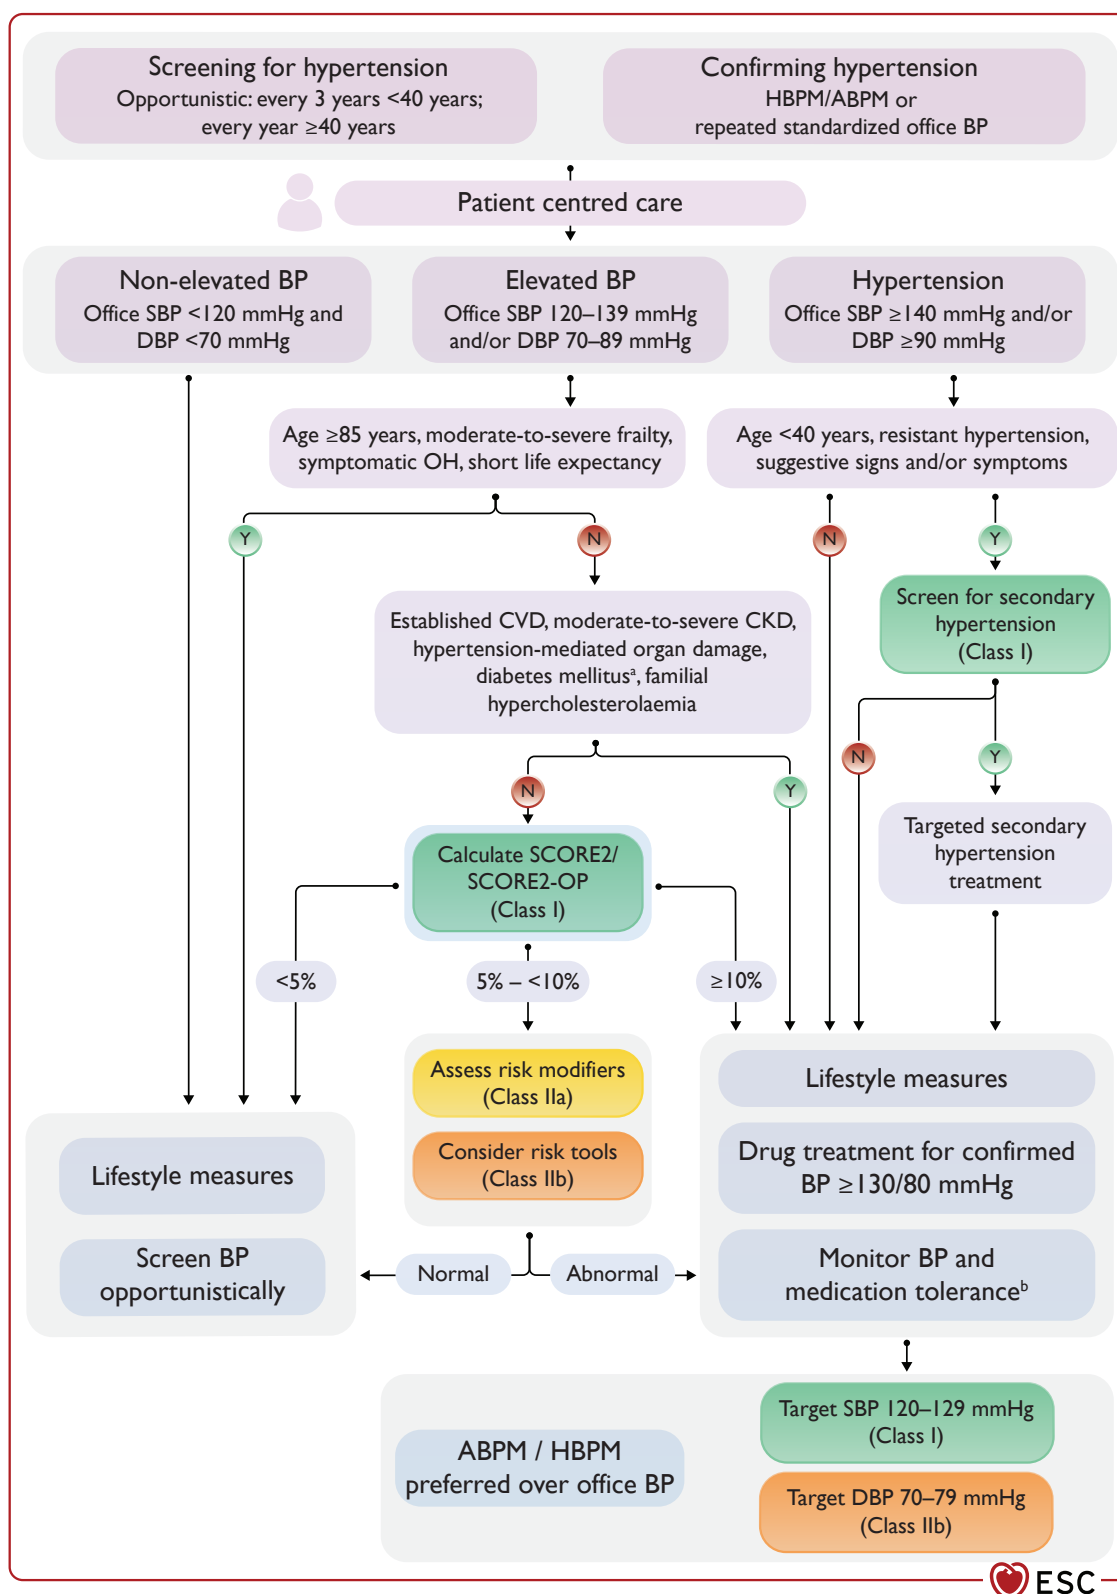 Screening for hypertension
Opportunistic: every 3 years <40 years;
every year ≥40 years
Confirming hypertension
HBPM/ABPM or
repeated standardized office BP
Patient centred care
Non-elevated BP
Office SBP <120 mmHg and
DBP <70 mmHg
Elevated BP
Office SBP 120–139 mmHg
and/or DBP 70–89 mmHg
Hypertension
Office SBP ≥140 mmHg and/or
DBP ≥90 mmHg
Age ≥85 years, moderate-to-severe frailty,
symptomatic OH, short life expectancy
Age <40 years, resistant hypertension,
suggestive signs and/or symptoms
Y
N
N
Y
Screen for secondary
hypertension
(Class I)
Established CVD, moderate-to-severe CKD,
hypertension-mediated organ damage,
diabetes mellitusᵃ, familial
hypercholesterolaemia
N
Y
N
Y
Calculate SCORE2/
SCORE2-OP
(Class I)
Targeted secondary
hypertension
treatment
<5%
5% – <10%
≥10%
Assess risk modifiers
(Class IIa)
Consider risk tools
(Class IIb)
Lifestyle measures
Drug treatment for confirmed
BP ≥130/80 mmHg
Monitor BP and
medication toleranceᵇ
Lifestyle measures
Screen BP
opportunistically
Normal
Abnormal
ABPM / HBPM
preferred over office BP
Target SBP 120–129 mmHg
(Class I)
Target DBP 70–79 mmHg
(Class IIb)
ESC